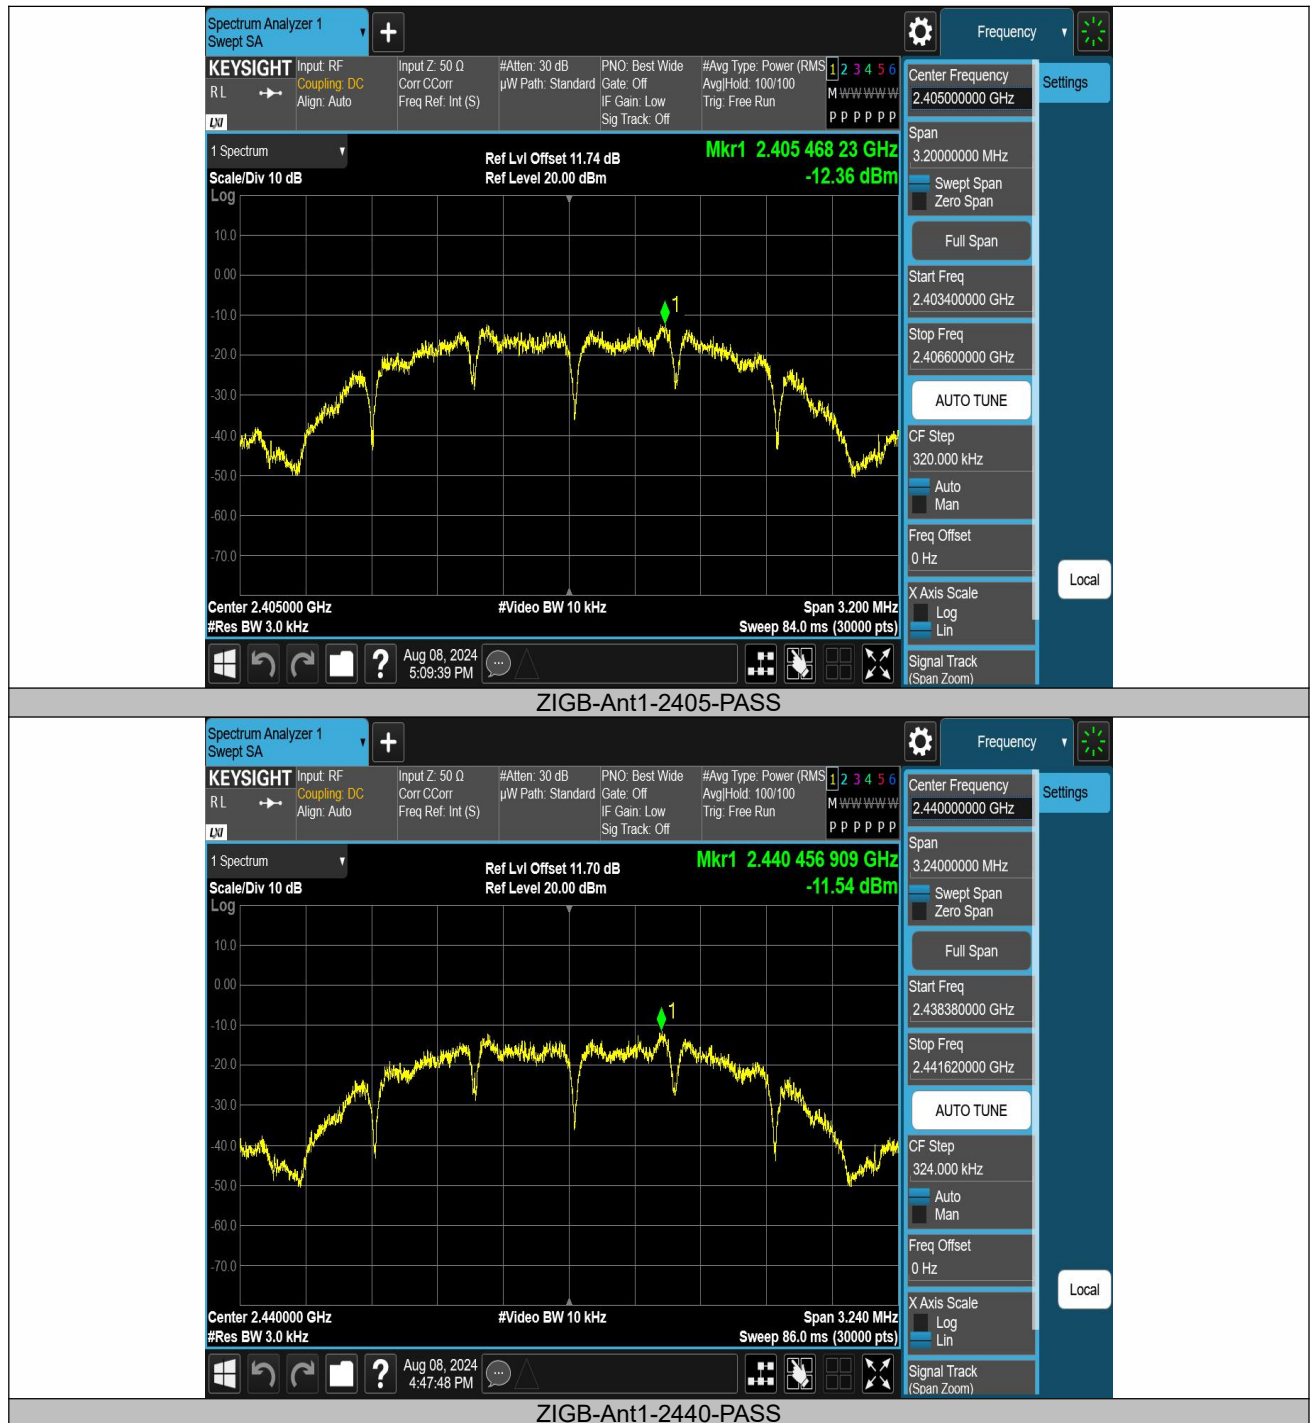 Spectrum Analyzer 1
Swept SA
Frequency
KEYSIGHT
RL
LXI
Input: RF
Coupling: DC
Align: Auto
Input Z: 50 Ω
Corr CCorr
Freq Ref: Int (S)
#Atten: 30 dB
µW Path: Standard
PNO: Best Wide
Gate: Off
IF Gain: Low
Sig Track: Off
#Avg Type: Power (RMS
Avg|Hold: 100/100
Trig: Free Run
1 2 3 4 5 6
M W W W W W
P P P P P P
Center Frequency
2.405000000 GHz
Settings
1 Spectrum
Scale/Div 10 dB
Ref Lvl Offset 11.74 dB
Ref Level 20.00 dBm
Mkr1 2.405 468 23 GHz
-12.36 dBm
Log
10.0
0.00
-10.0
-20.0
-30.0
-40.0
-50.0
-60.0
-70.0
1
Center 2.405000 GHz
#Res BW 3.0 kHz
#Video BW 10 kHz
Span 3.200 MHz
Sweep 84.0 ms (30000 pts)
Span
3.20000000 MHz
Swept Span
Zero Span
Full Span
Start Freq
2.403400000 GHz
Stop Freq
2.406600000 GHz
AUTO TUNE
CF Step
320.000 kHz
Auto
Man
Freq Offset
0 Hz
X Axis Scale
Log
Lin
Signal Track
(Span Zoom)
Local
?
Aug 08, 2024
5:09:39 PM
ZIGB-Ant1-2405-PASS
Spectrum Analyzer 1
Swept SA
Frequency
KEYSIGHT
RL
LXI
Input: RF
Coupling: DC
Align: Auto
Input Z: 50 Ω
Corr CCorr
Freq Ref: Int (S)
#Atten: 30 dB
µW Path: Standard
PNO: Best Wide
Gate: Off
IF Gain: Low
Sig Track: Off
#Avg Type: Power (RMS
Avg|Hold: 100/100
Trig: Free Run
1 2 3 4 5 6
M W W W W W
P P P P P P
Center Frequency
2.440000000 GHz
Settings
1 Spectrum
Scale/Div 10 dB
Ref Lvl Offset 11.70 dB
Ref Level 20.00 dBm
Mkr1 2.440 456 909 GHz
-11.54 dBm
Log
10.0
0.00
-10.0
-20.0
-30.0
-40.0
-50.0
-60.0
-70.0
1
Center 2.440000 GHz
#Res BW 3.0 kHz
#Video BW 10 kHz
Span 3.240 MHz
Sweep 86.0 ms (30000 pts)
Span
3.24000000 MHz
Swept Span
Zero Span
Full Span
Start Freq
2.438380000 GHz
Stop Freq
2.441620000 GHz
AUTO TUNE
CF Step
324.000 kHz
Auto
Man
Freq Offset
0 Hz
X Axis Scale
Log
Lin
Signal Track
(Span Zoom)
Local
?
Aug 08, 2024
4:47:48 PM
ZIGB-Ant1-2440-PASS